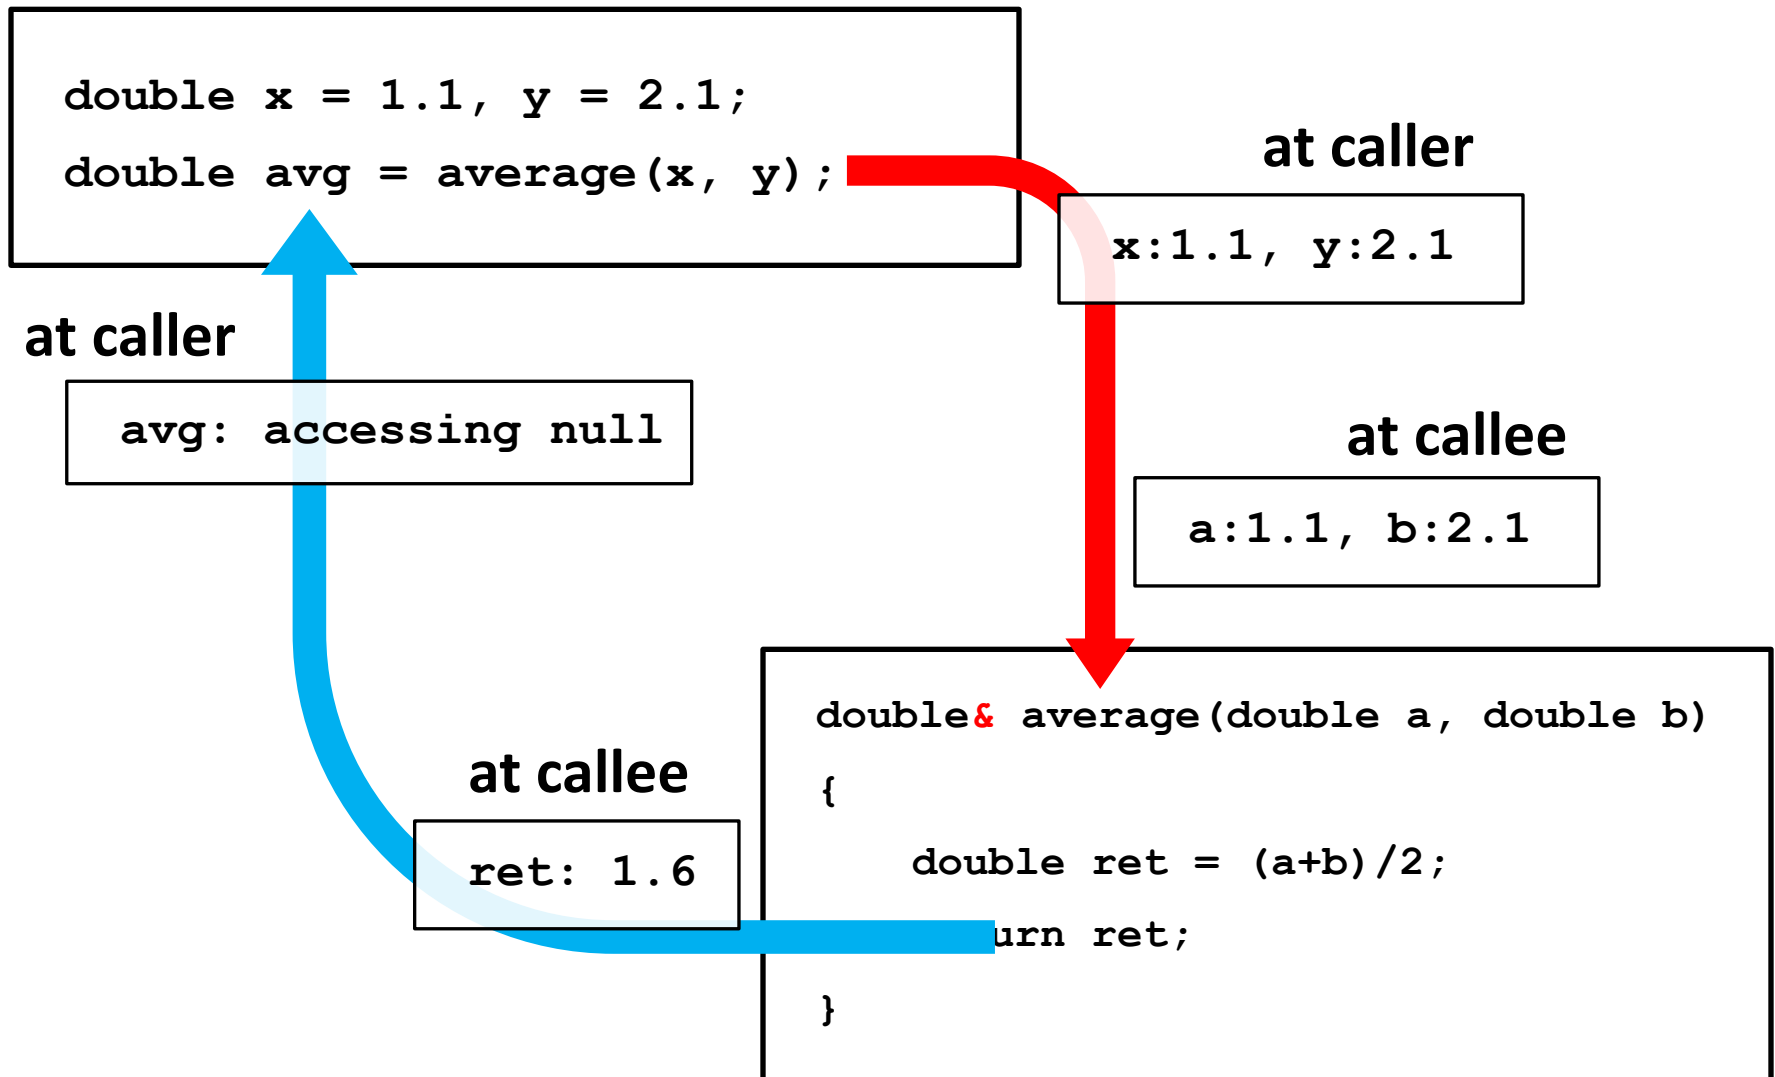 double x = 1.1, y = 2.1;
double avg = average(x, y);
at caller
x:1.1, y:2.1
at caller
avg: accessing null
at callee
a:1.1, b:2.1
double& average(double a, double b)
{
double ret = (a+b)/2;
urn ret;
}
at callee
ret: 1.6